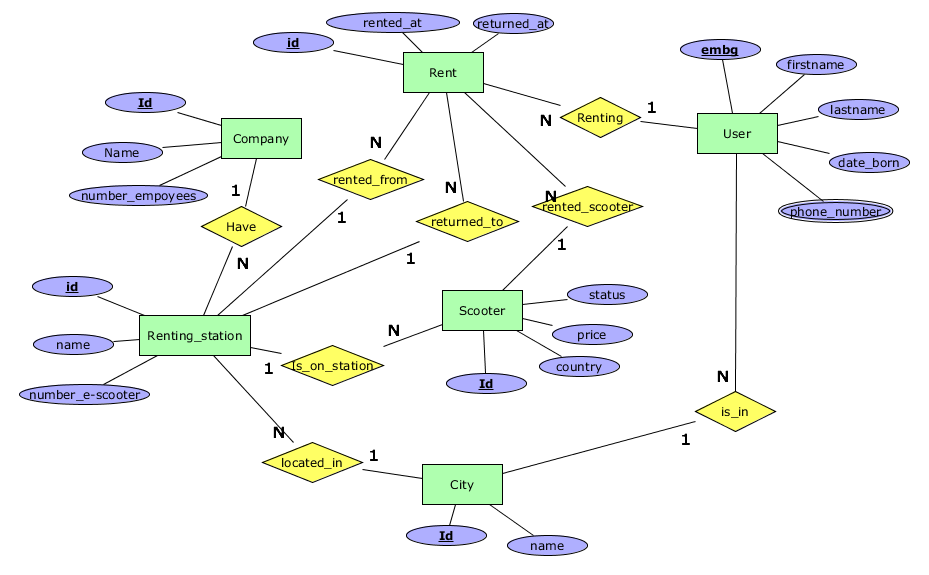 rented_at
returned_at
id
Rent
embg
firstname
Id
Company
Renting
1
N
User
lastname
Name
N
date_born
number_empoyees
rented_from
N
N
rented_scooter
phone_number
1
1
returned_to
Have
1
1
N
id
Scooter
status
Renting_station
N
price
name
1
Is_on_station
country
number_e-scooter
Id
N
is_in
N
1
1
located_in
City
Id
name